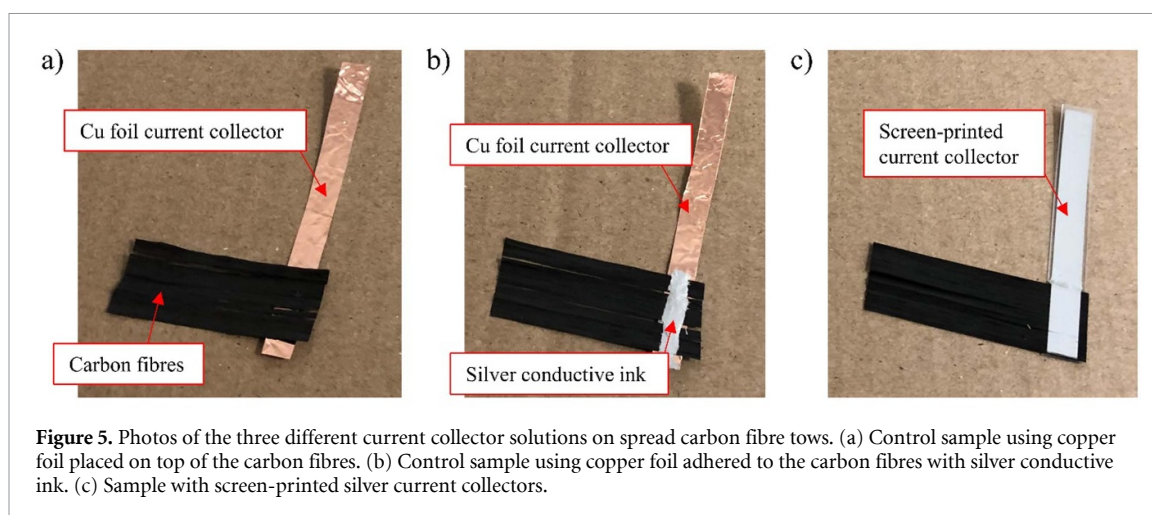 a)
Cu foil current collector
Carbon fibres
b)
Cu foil current collector
Silver conductive ink
c)
Screen-printed
current collector
Figure 5. Photos of the three different current collector solutions on spread carbon fibre tows. (a) Control sample using copper
foil placed on top of the carbon fibres. (b) Control sample using copper foil adhered to the carbon fibres with silver conductive
ink. (c) Sample with screen-printed silver current collectors.